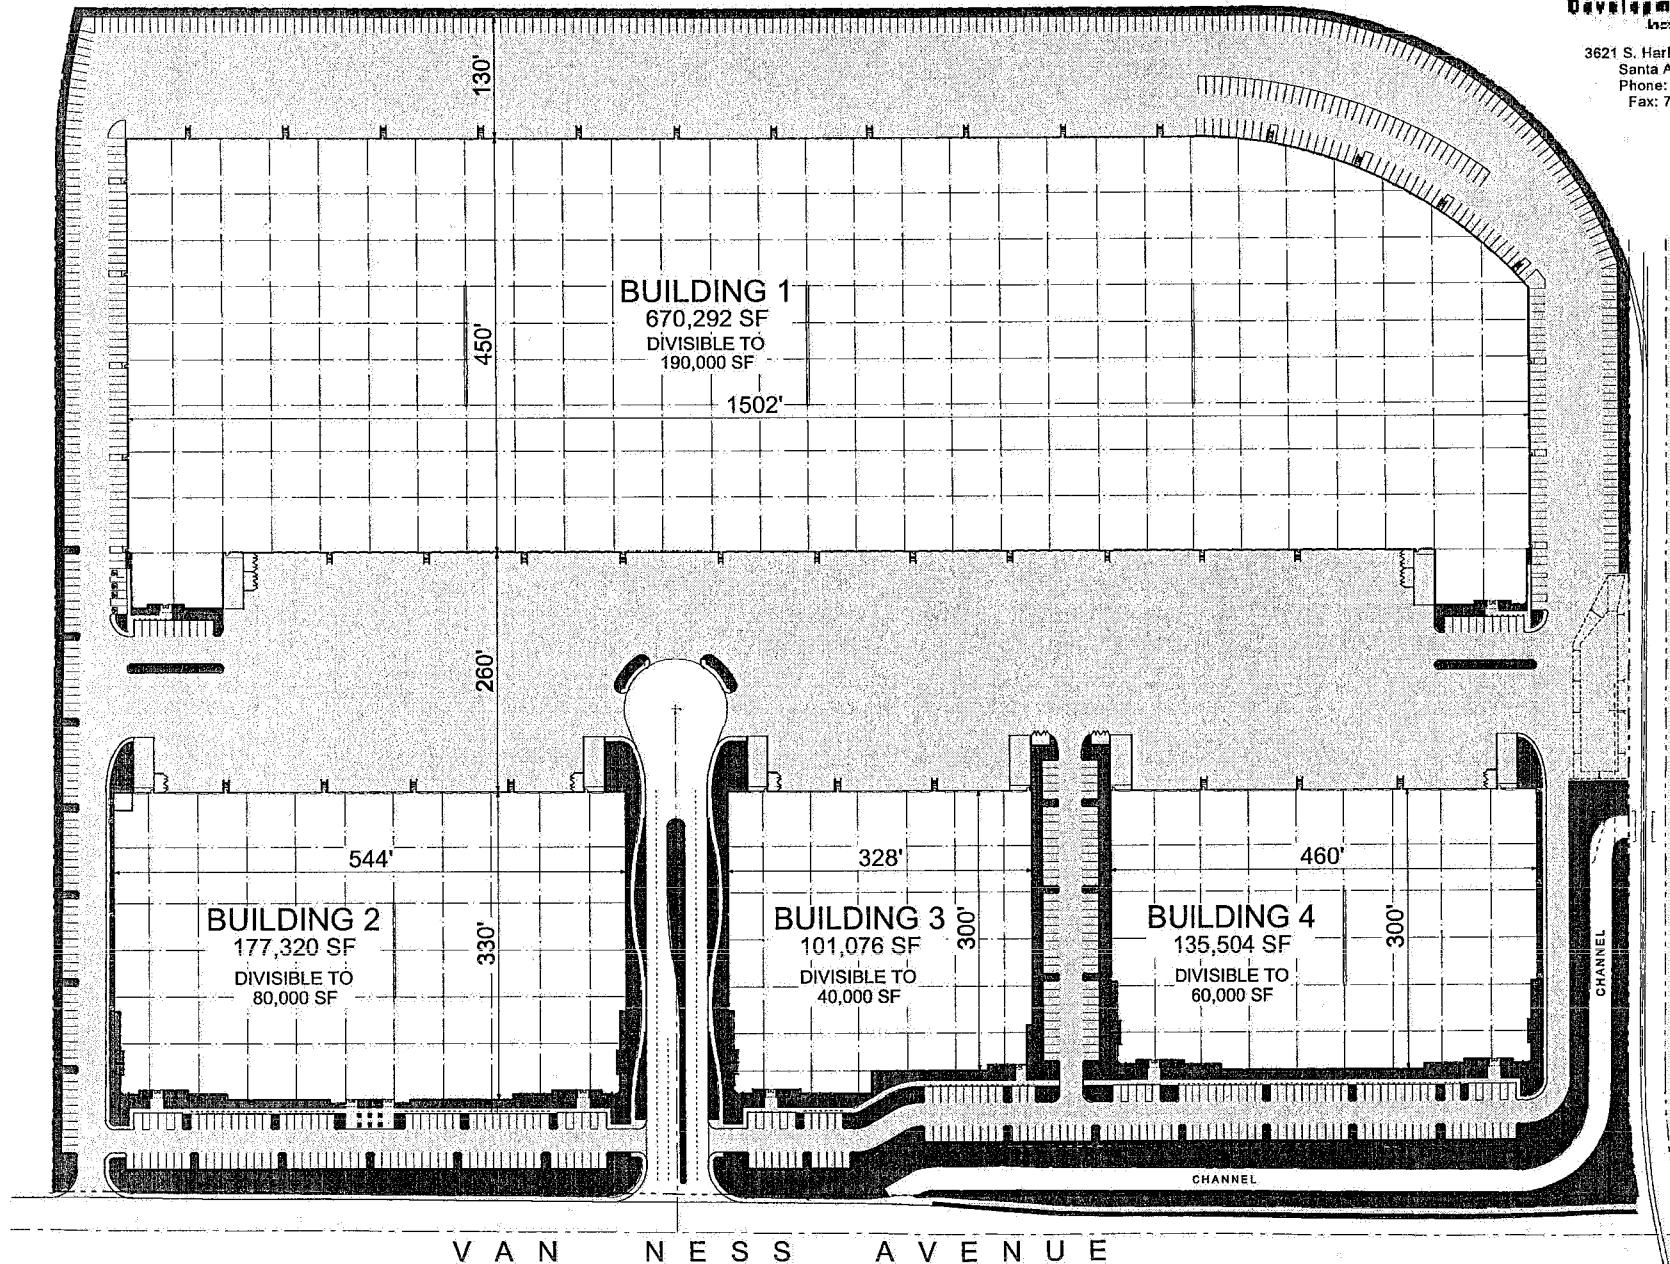 3621 S.
Santa
Phone:
Fax:
130'
BUILDING 1
670,292 SF
DIVISIBLE TO
190,000 SF
450'
1502'
260'
544'
328'
460'
BUILDING 2
177,320 SF
DIVISIBLE TO
80,000 SF
330'
BUILDING 3
101,076 SF
DIVISIBLE TO
40,000 SF
300'
BUILDING 4
135,504 SF
DIVISIBLE TO
60,000 SF
300'
CHANNEL
CHANNEL
VAN NESS AVENUE